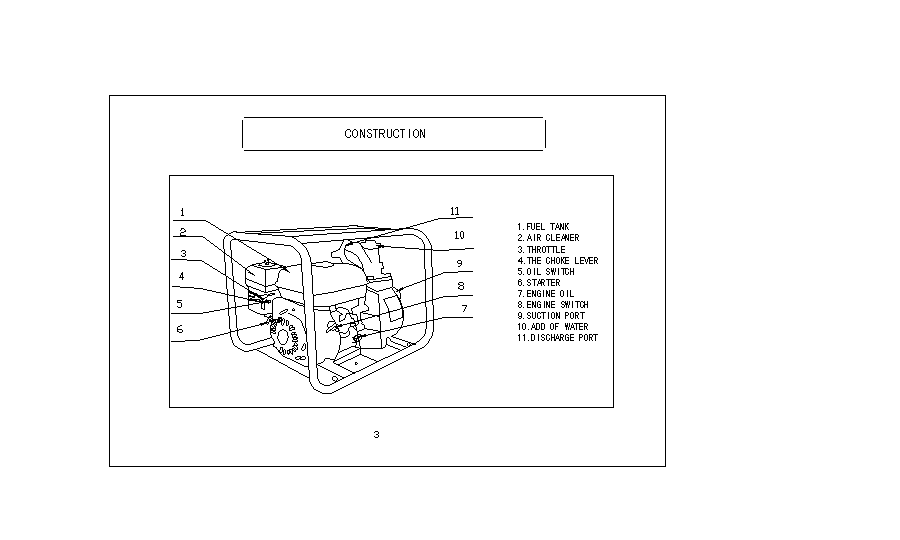 CONSTRUCTION
1
2
3
4
5
6
11
10
9
8
7
1.FUEL TANK
2.AIR CLEANER
3.THROTTLE
4.THE CHOKE LEVER
5.OIL SWITCH
6.STARTER
7.ENGINE OIL
8.ENGINE SWITCH
9.SUCTION PORT
10.ADD OF WATER
11.DISCHARGE PORT
3